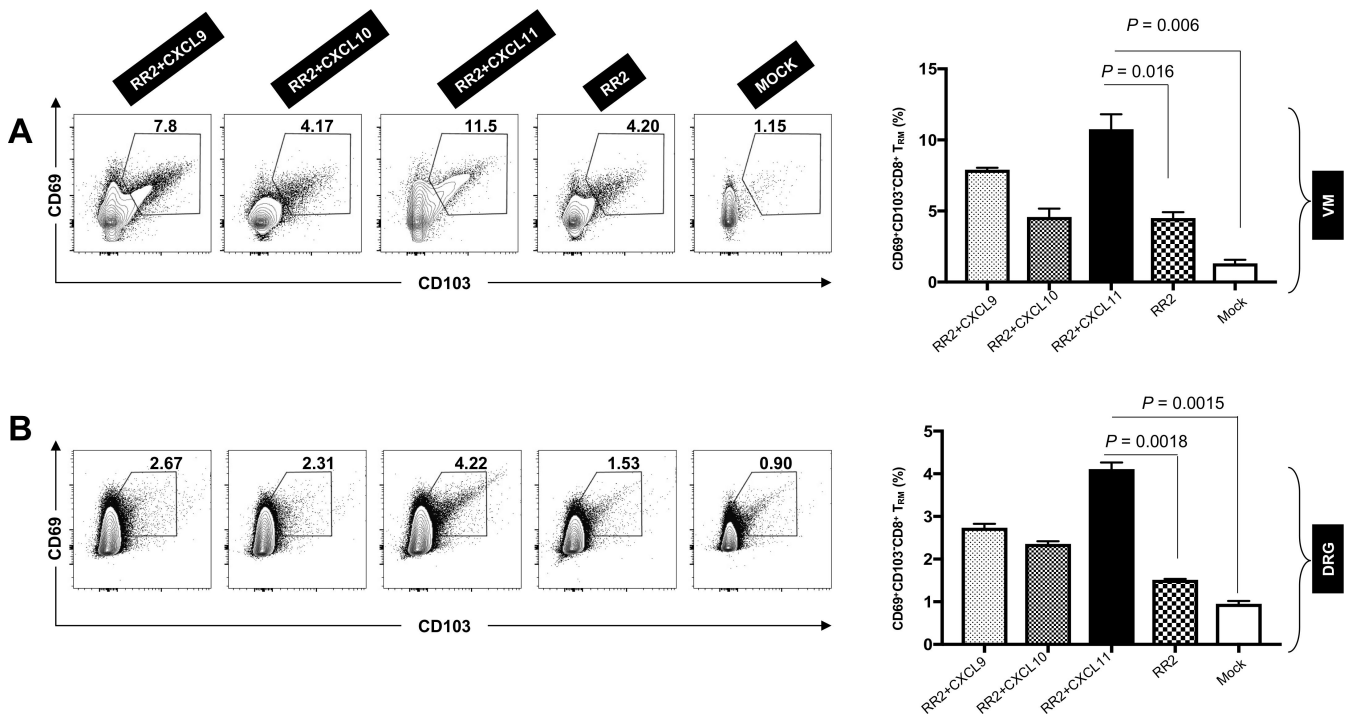 A
RR2+CXCL9
RR2+CXCL10
RR2+CXCL11
RR2
MOCK
7.8
4.17
11.5
4.20
1.15
CD69
CD103
P = 0.006
P = 0.016
15
10
5
0
CD69⁺CD103⁺CD8⁺ TRM (%)
RR2+CXCL9
RR2+CXCL10
RR2+CXCL11
RR2
Mock
VM
B
2.67
2.31
4.22
1.53
0.90
CD69
CD103
P = 0.0015
P = 0.0018
5
4
3
2
1
0
CD69⁺CD103⁺CD8⁺ TRM (%)
RR2+CXCL9
RR2+CXCL10
RR2+CXCL11
RR2
Mock
DRG